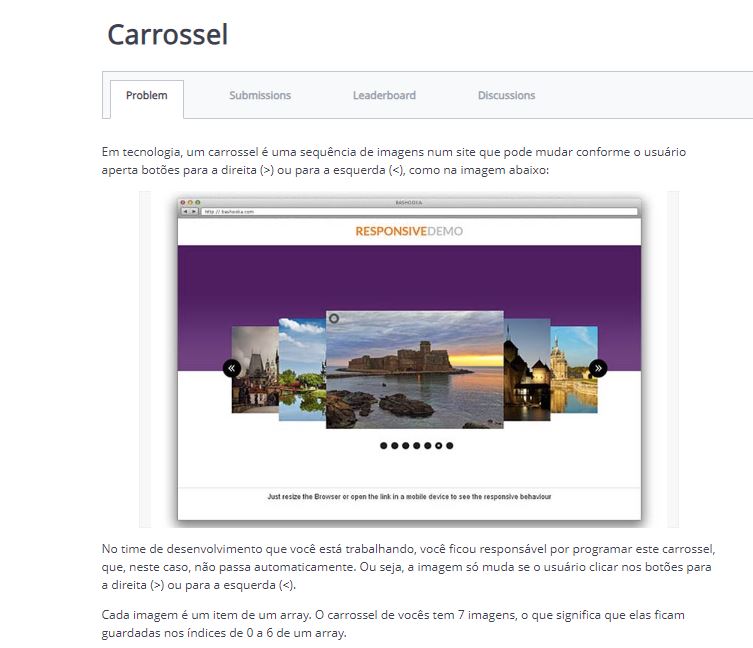 Carrossel
Problem Submissions Leaderboard Discussions
Em tecnologia, um carrossel é uma sequência de imagens num site que pode mudar conforme o usuário
aperta botões para a direita (>) ou para a esquerda (<), como na imagem abaixo:
http://bashooka.com
RESPONSIVEDEMO
Just resize the Browser or open the link in a mobile device to see the responsive behaviour
No time de desenvolvimento que você está trabalhando, você ficou responsável por programar este carrossel,
que, neste caso, não passa automaticamente. Ou seja, a imagem só muda se o usuário clicar nos botões para
a direita (>) ou para a esquerda (<).
Cada imagem é um item de um array. O carrossel de vocês tem 7 imagens, o que significa que elas ficam
guardadas nos índices de 0 a 6 de um array.